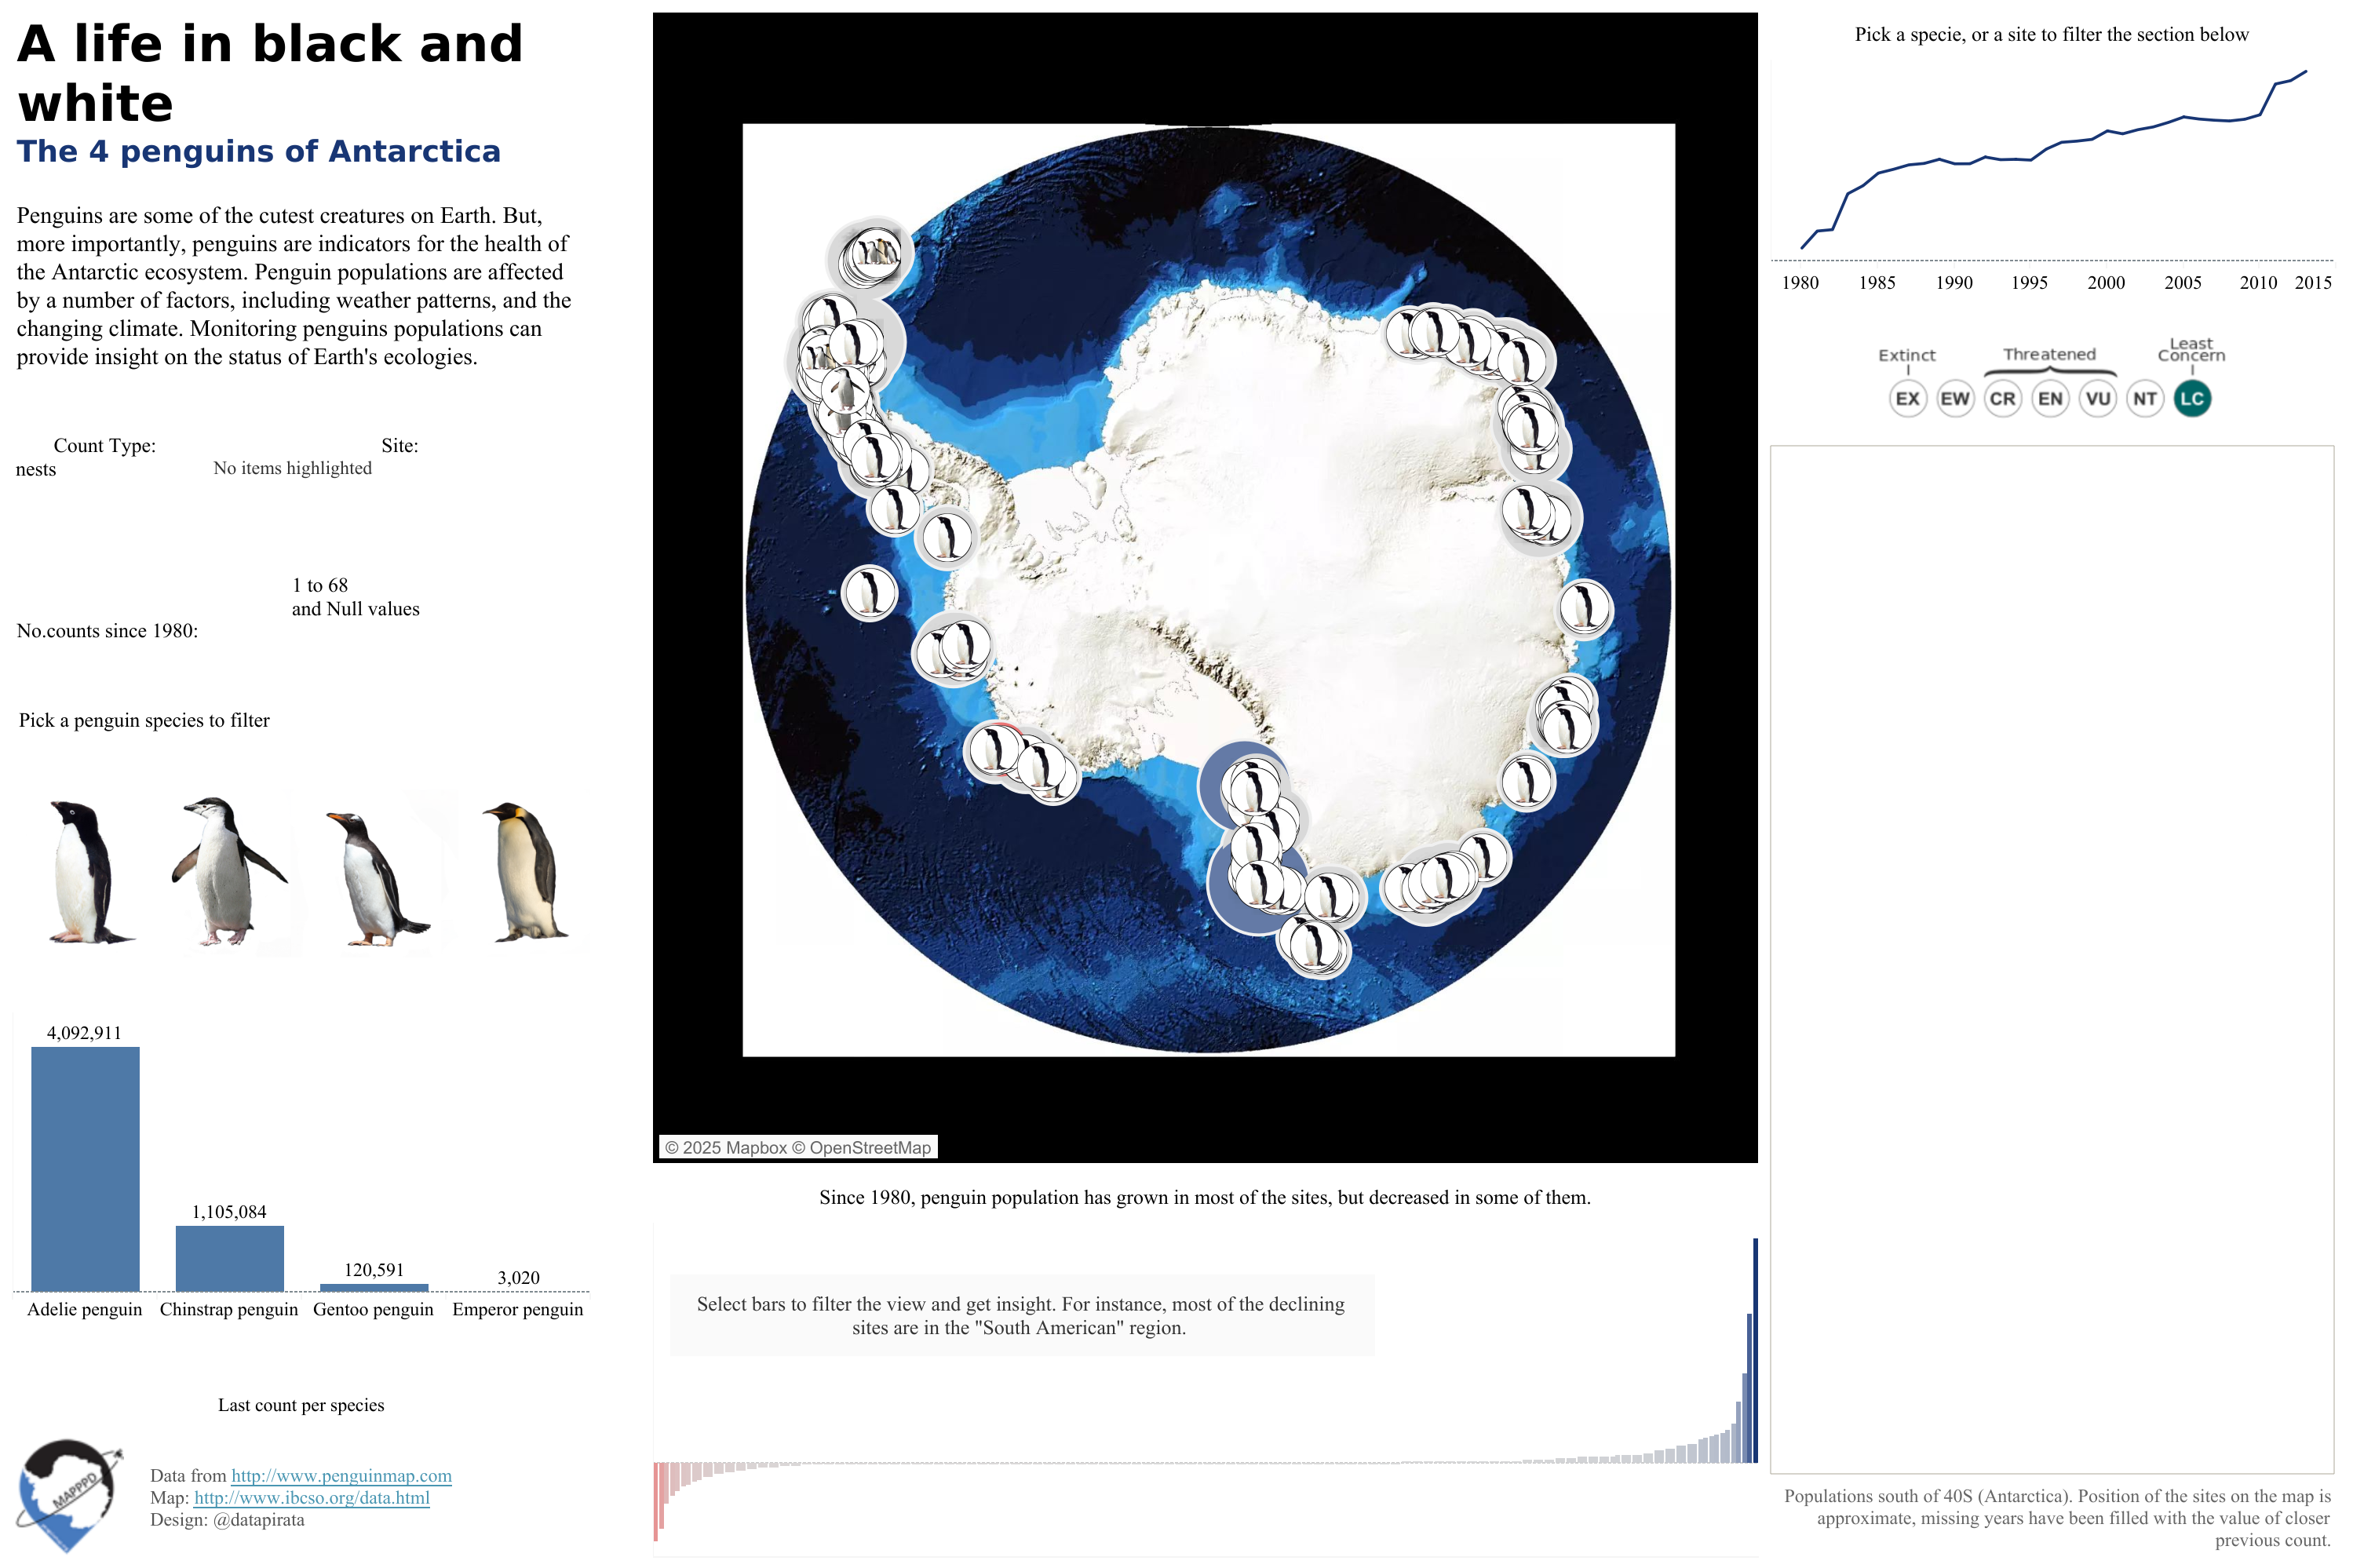 A life in black and
white
The 4 penguins of Antarctica
Penguins are some of the cutest creatures on Earth. But,
more importantly, penguins are indicators for the health of
the Antarctic ecosystem. Penguin populations are affected
by a number of factors, including weather patterns, and the
changing climate. Monitoring penguins populations can
provide insight on the status of Earth's ecologies.
Count Type:
nests
No items highlighted
Site:
1 to 68
and Null values
No.counts since 1980:
Pick a penguin species to filter
4,092,911
1,105,084
120,591
3,020
Adelie penguin
Chinstrap penguin
Gentoo penguin
Emperor penguin
Last count per species
MAPPPD
Data from http://www.penguinmap.com
Map: http://www.ibcso.org/data.html
Design: @datapirata
© 2025 Mapbox © OpenStreetMap
Since 1980, penguin population has grown in most of the sites, but decreased in some of them.
Select bars to filter the view and get insight. For instance, most of the declining
sites are in the "South American" region.
Pick a specie, or a site to filter the section below
1980 1985 1990 1995 2000 2005 2010 2015
Extinct
Threatened
Least
Concern
EX EW CR EN VU NT LC
Populations south of 40S (Antarctica). Position of the sites on the map is
approximate, missing years have been filled with the value of closer
previous count.